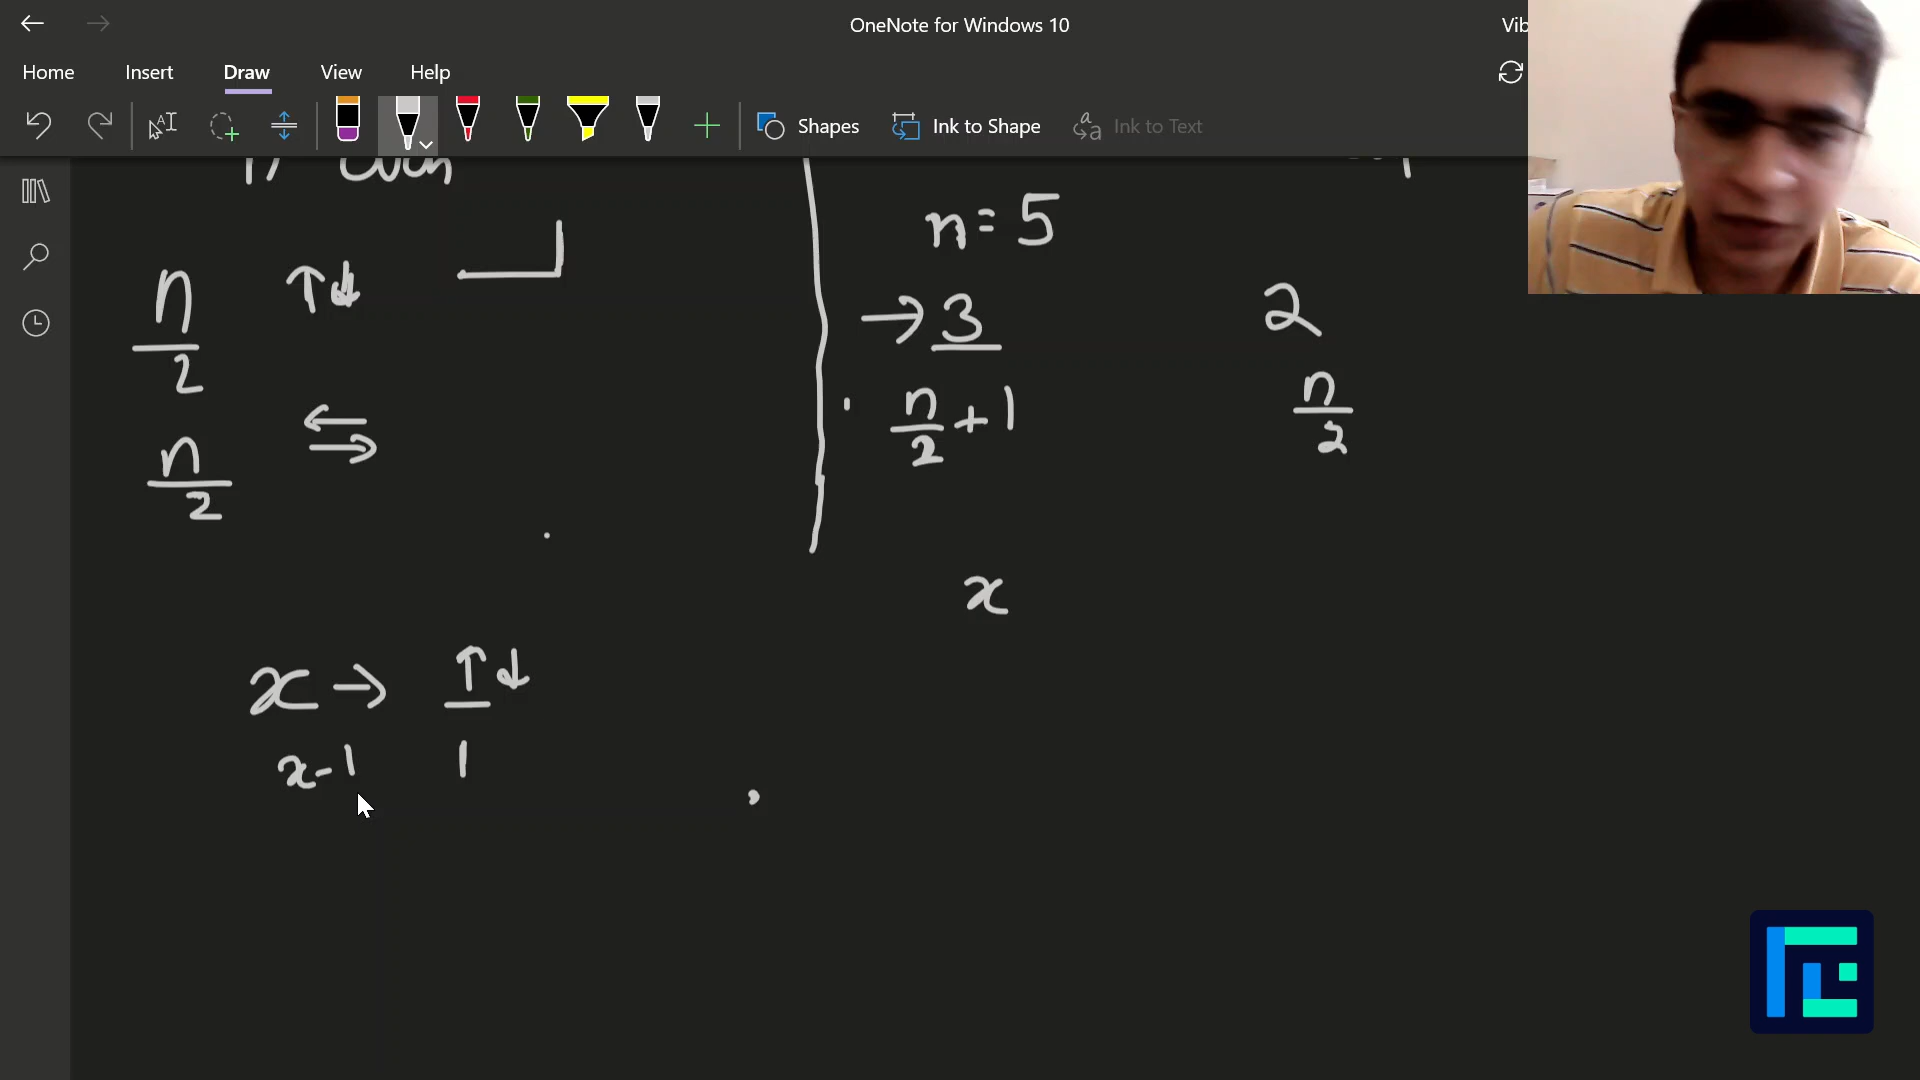 OneNote for Windows 10
Vib
Home Insert Draw View Help
Shapes Ink to Shape Ink to Text
n = 5
n/2 ↑↓
→ 3 2
n/2 ⇐⇒
n/2 + 1 n/2
x
x → ↑↓
x-1 1